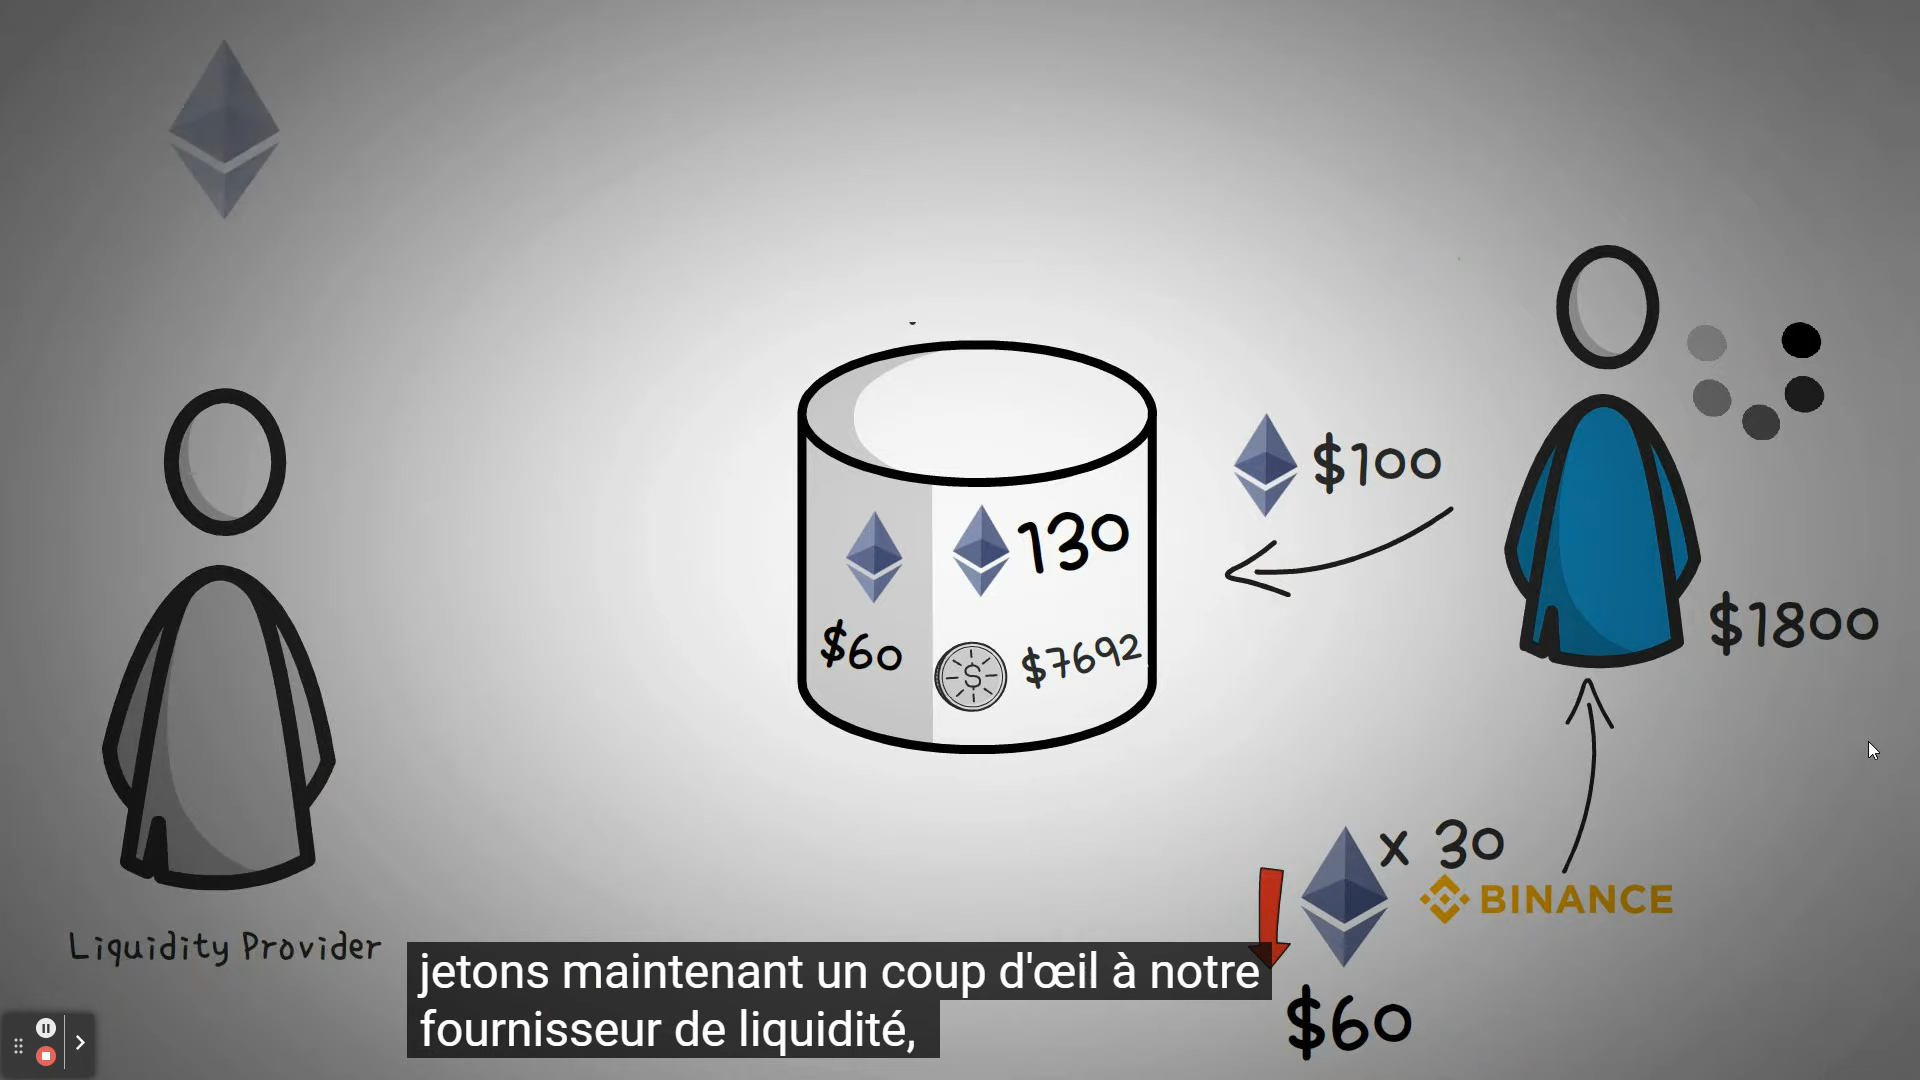 $100
130
$60
$7692
$1800
x 30
BINANCE
Liquidity Provider
jetons maintenant un coup d'œil à notre
fournisseur de liquidité,
$60